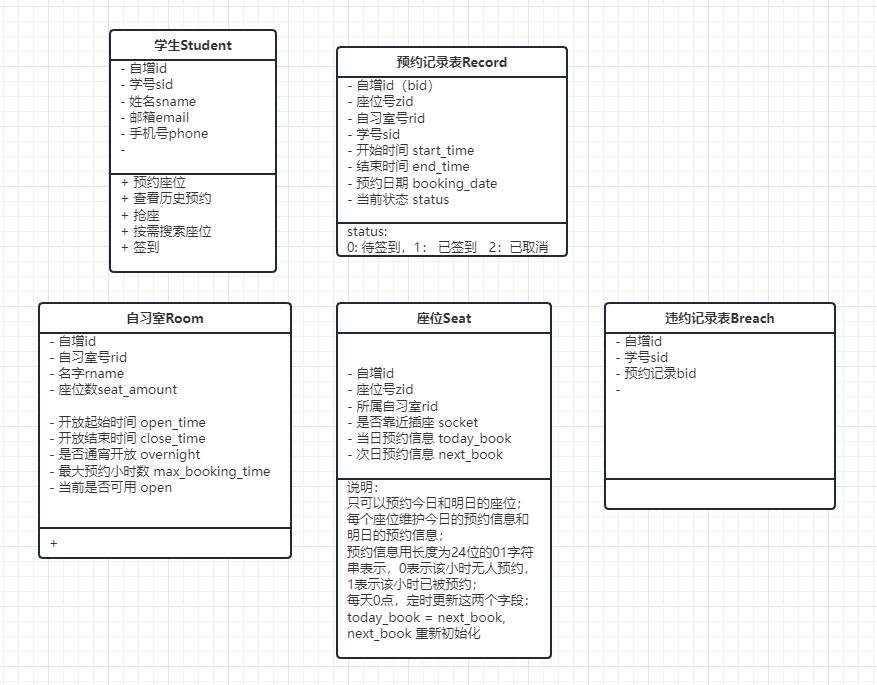 学生Student
- 自增id
- 学号sid
- 姓名sname
- 邮箱email
- 手机号phone
-
+ 预约座位
+ 查看历史预约
+ 抢座
+ 按需搜素座位
+ 签到
预约记录表Record
- 自增id（bid）
- 座位号zid
- 自习室号rid
- 学号sid
- 开始时间 start_time
- 结束时间 end_time
- 预约日期 booking_date
- 当前状态 status
status:
0: 待签到，1： 已签到 2：已取消
自习室Room
- 自增id
- 自习室号rid
- 名字rname
- 座位数seat_amount
- 开放起始时间 open_time
- 开放结束时间 close_time
- 是否通宵开放 overnight
- 最大预约小时数 max_booking_time
- 当前是否可用 open
+
座位Seat
- 自增id
- 座位号zid
- 所属自习室rid
- 是否靠近插座 socket
- 当日预约信息 today_book
- 次日预约信息 next_book
说明：
只可以预约今日和明日的座位；
每个座位维护今日的预约信息和
明日的预约信息；
预约信息用长度为24位的01字符
串表示，0表示该小时无人预约，
1表示该小时已被预约；
每天0点，定时更新这两个字段：
today_book = next_book,
next_book 重新初始化
违约记录表Breach
- 自增id
- 学号sid
- 预约记录bid
-